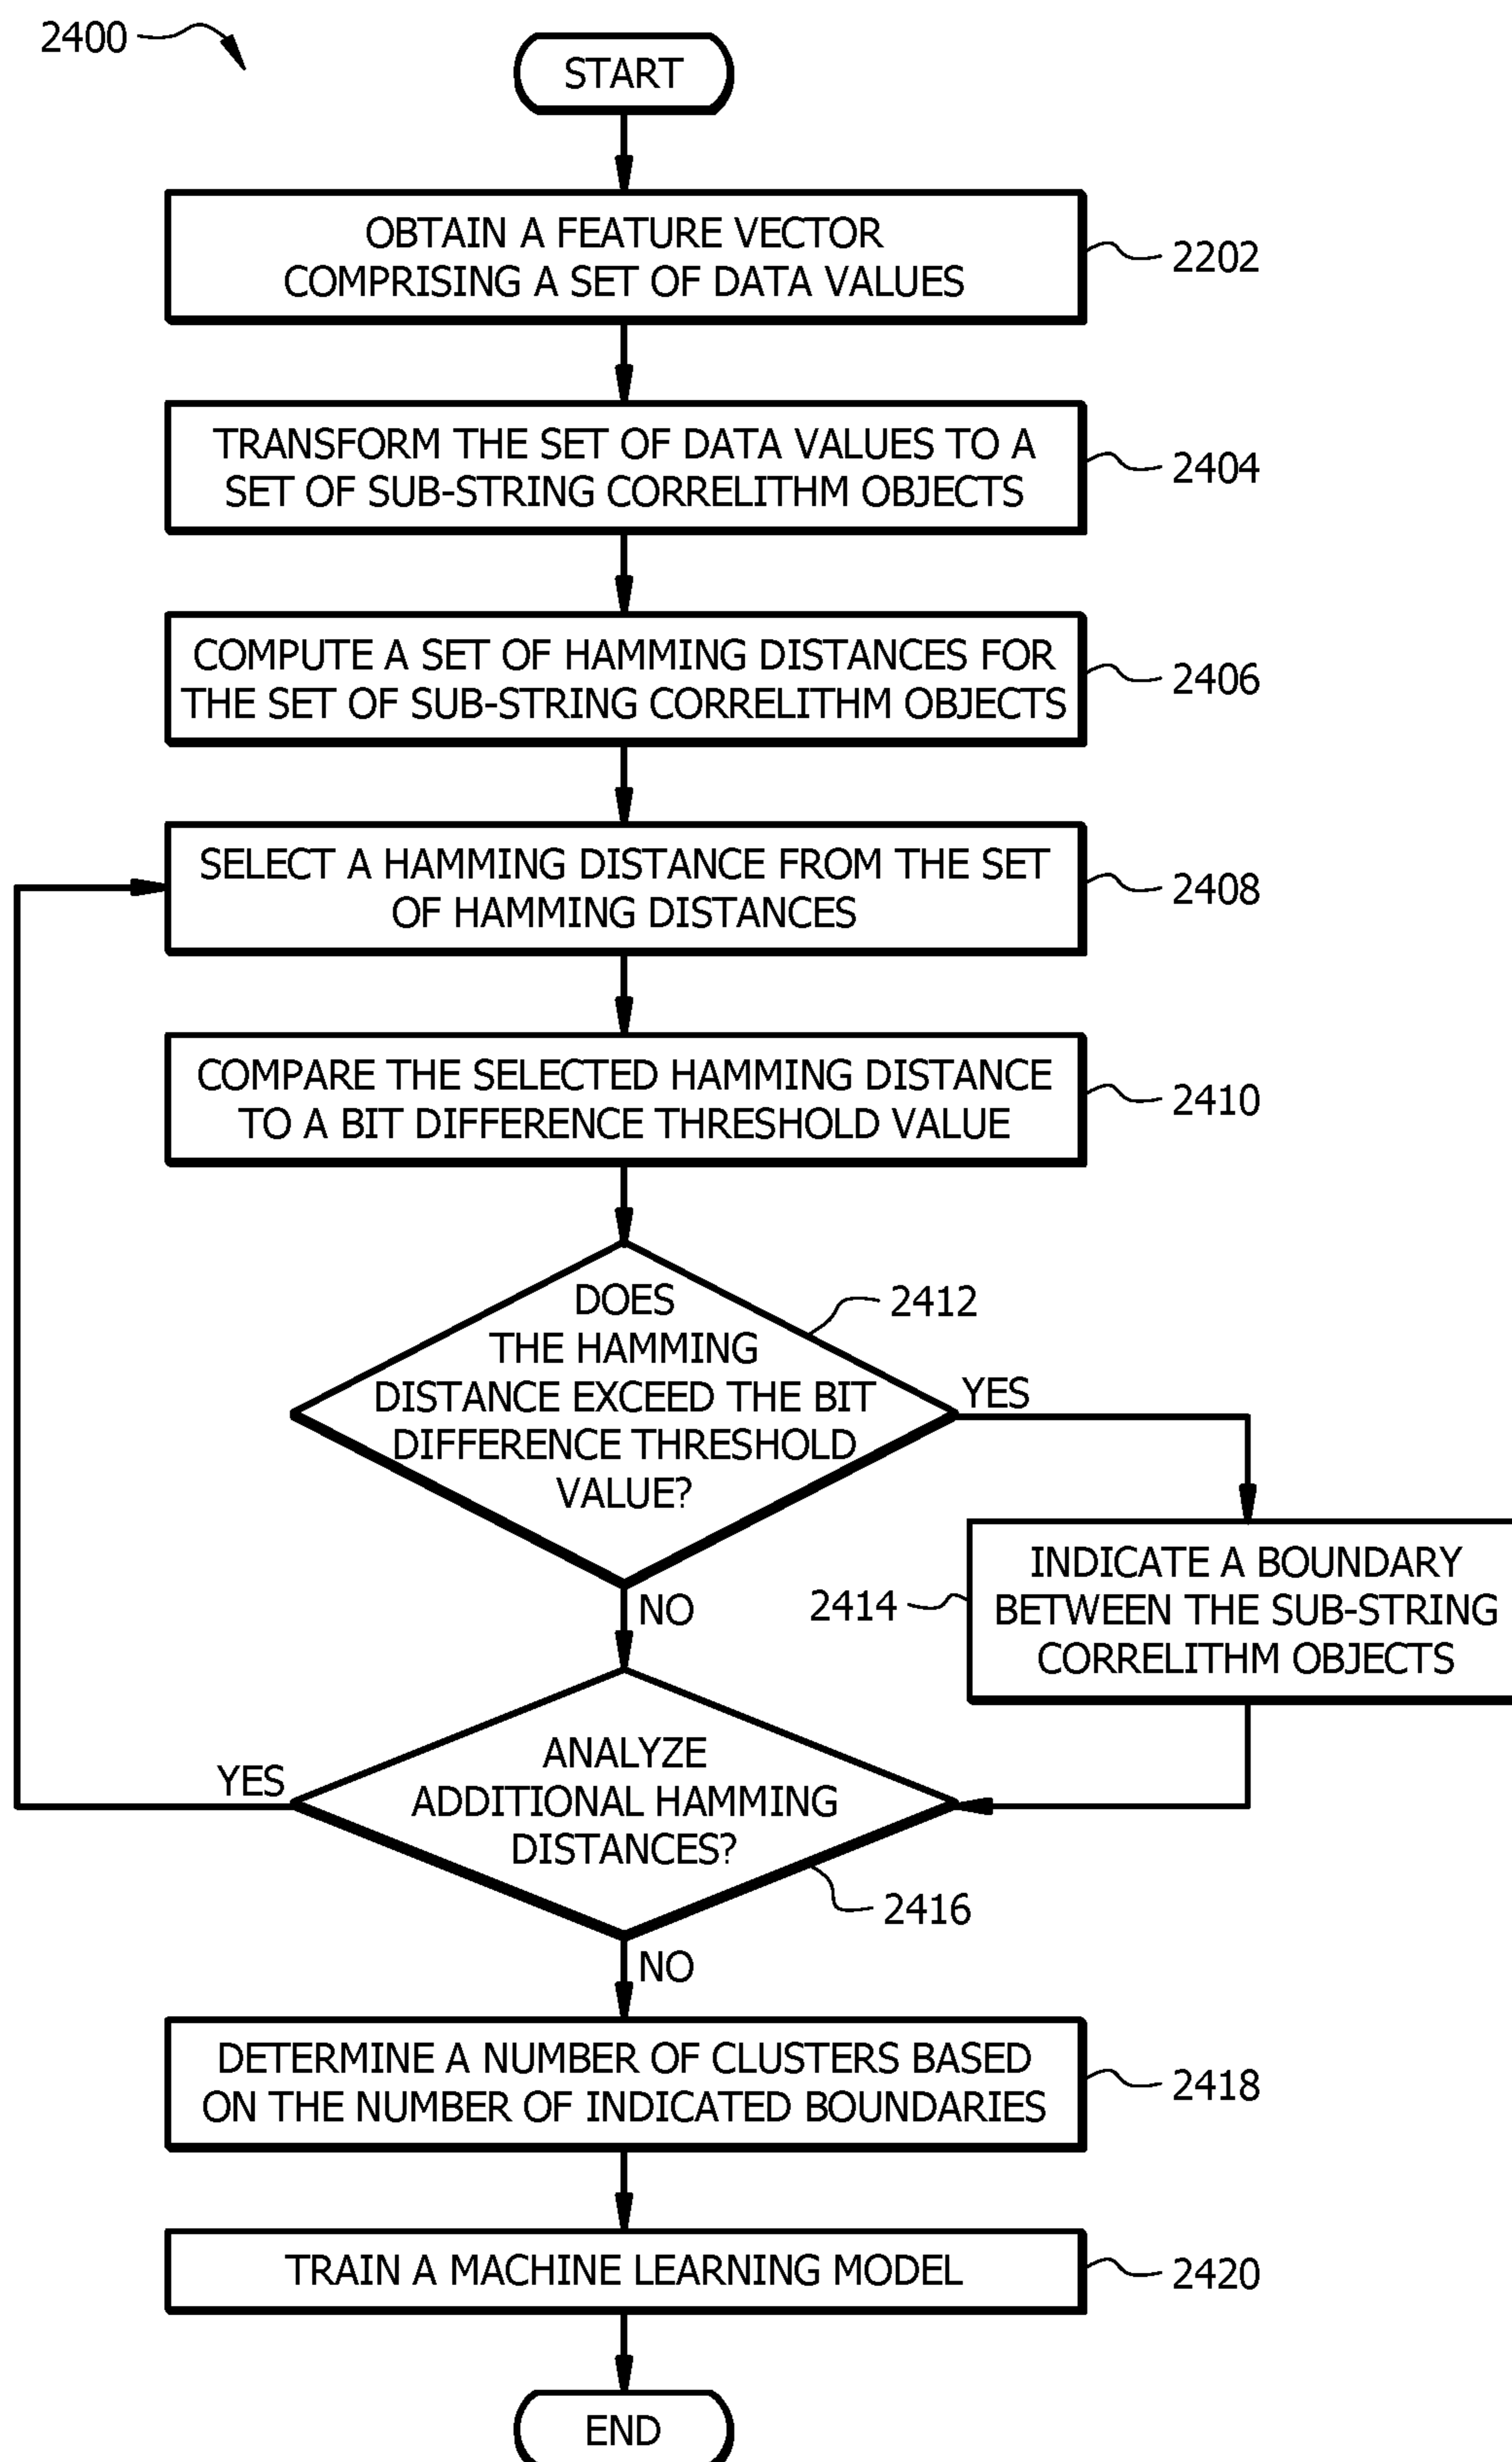 2400
START
OBTAIN A FEATURE VECTOR
COMPRISING A SET OF DATA VALUES
2202
TRANSFORM THE SET OF DATA VALUES TO A
SET OF SUB-STRING CORRELITHM OBJECTS
2404
COMPUTE A SET OF HAMMING DISTANCES FOR
THE SET OF SUB-STRING CORRELITHM OBJECTS
2406
SELECT A HAMMING DISTANCE FROM THE SET
OF HAMMING DISTANCES
2408
COMPARE THE SELECTED HAMMING DISTANCE
TO A BIT DIFFERENCE THRESHOLD VALUE
2410
DOES
THE HAMMING
DISTANCE EXCEED THE BIT
DIFFERENCE THRESHOLD
VALUE?
2412
YES
NO
INDICATE A BOUNDARY
BETWEEN THE SUB-STRING
CORRELITHM OBJECTS
2414
ANALYZE
ADDITIONAL HAMMING
DISTANCES?
YES
2416
NO
DETERMINE A NUMBER OF CLUSTERS BASED
ON THE NUMBER OF INDICATED BOUNDARIES
2418
TRAIN A MACHINE LEARNING MODEL
2420
END